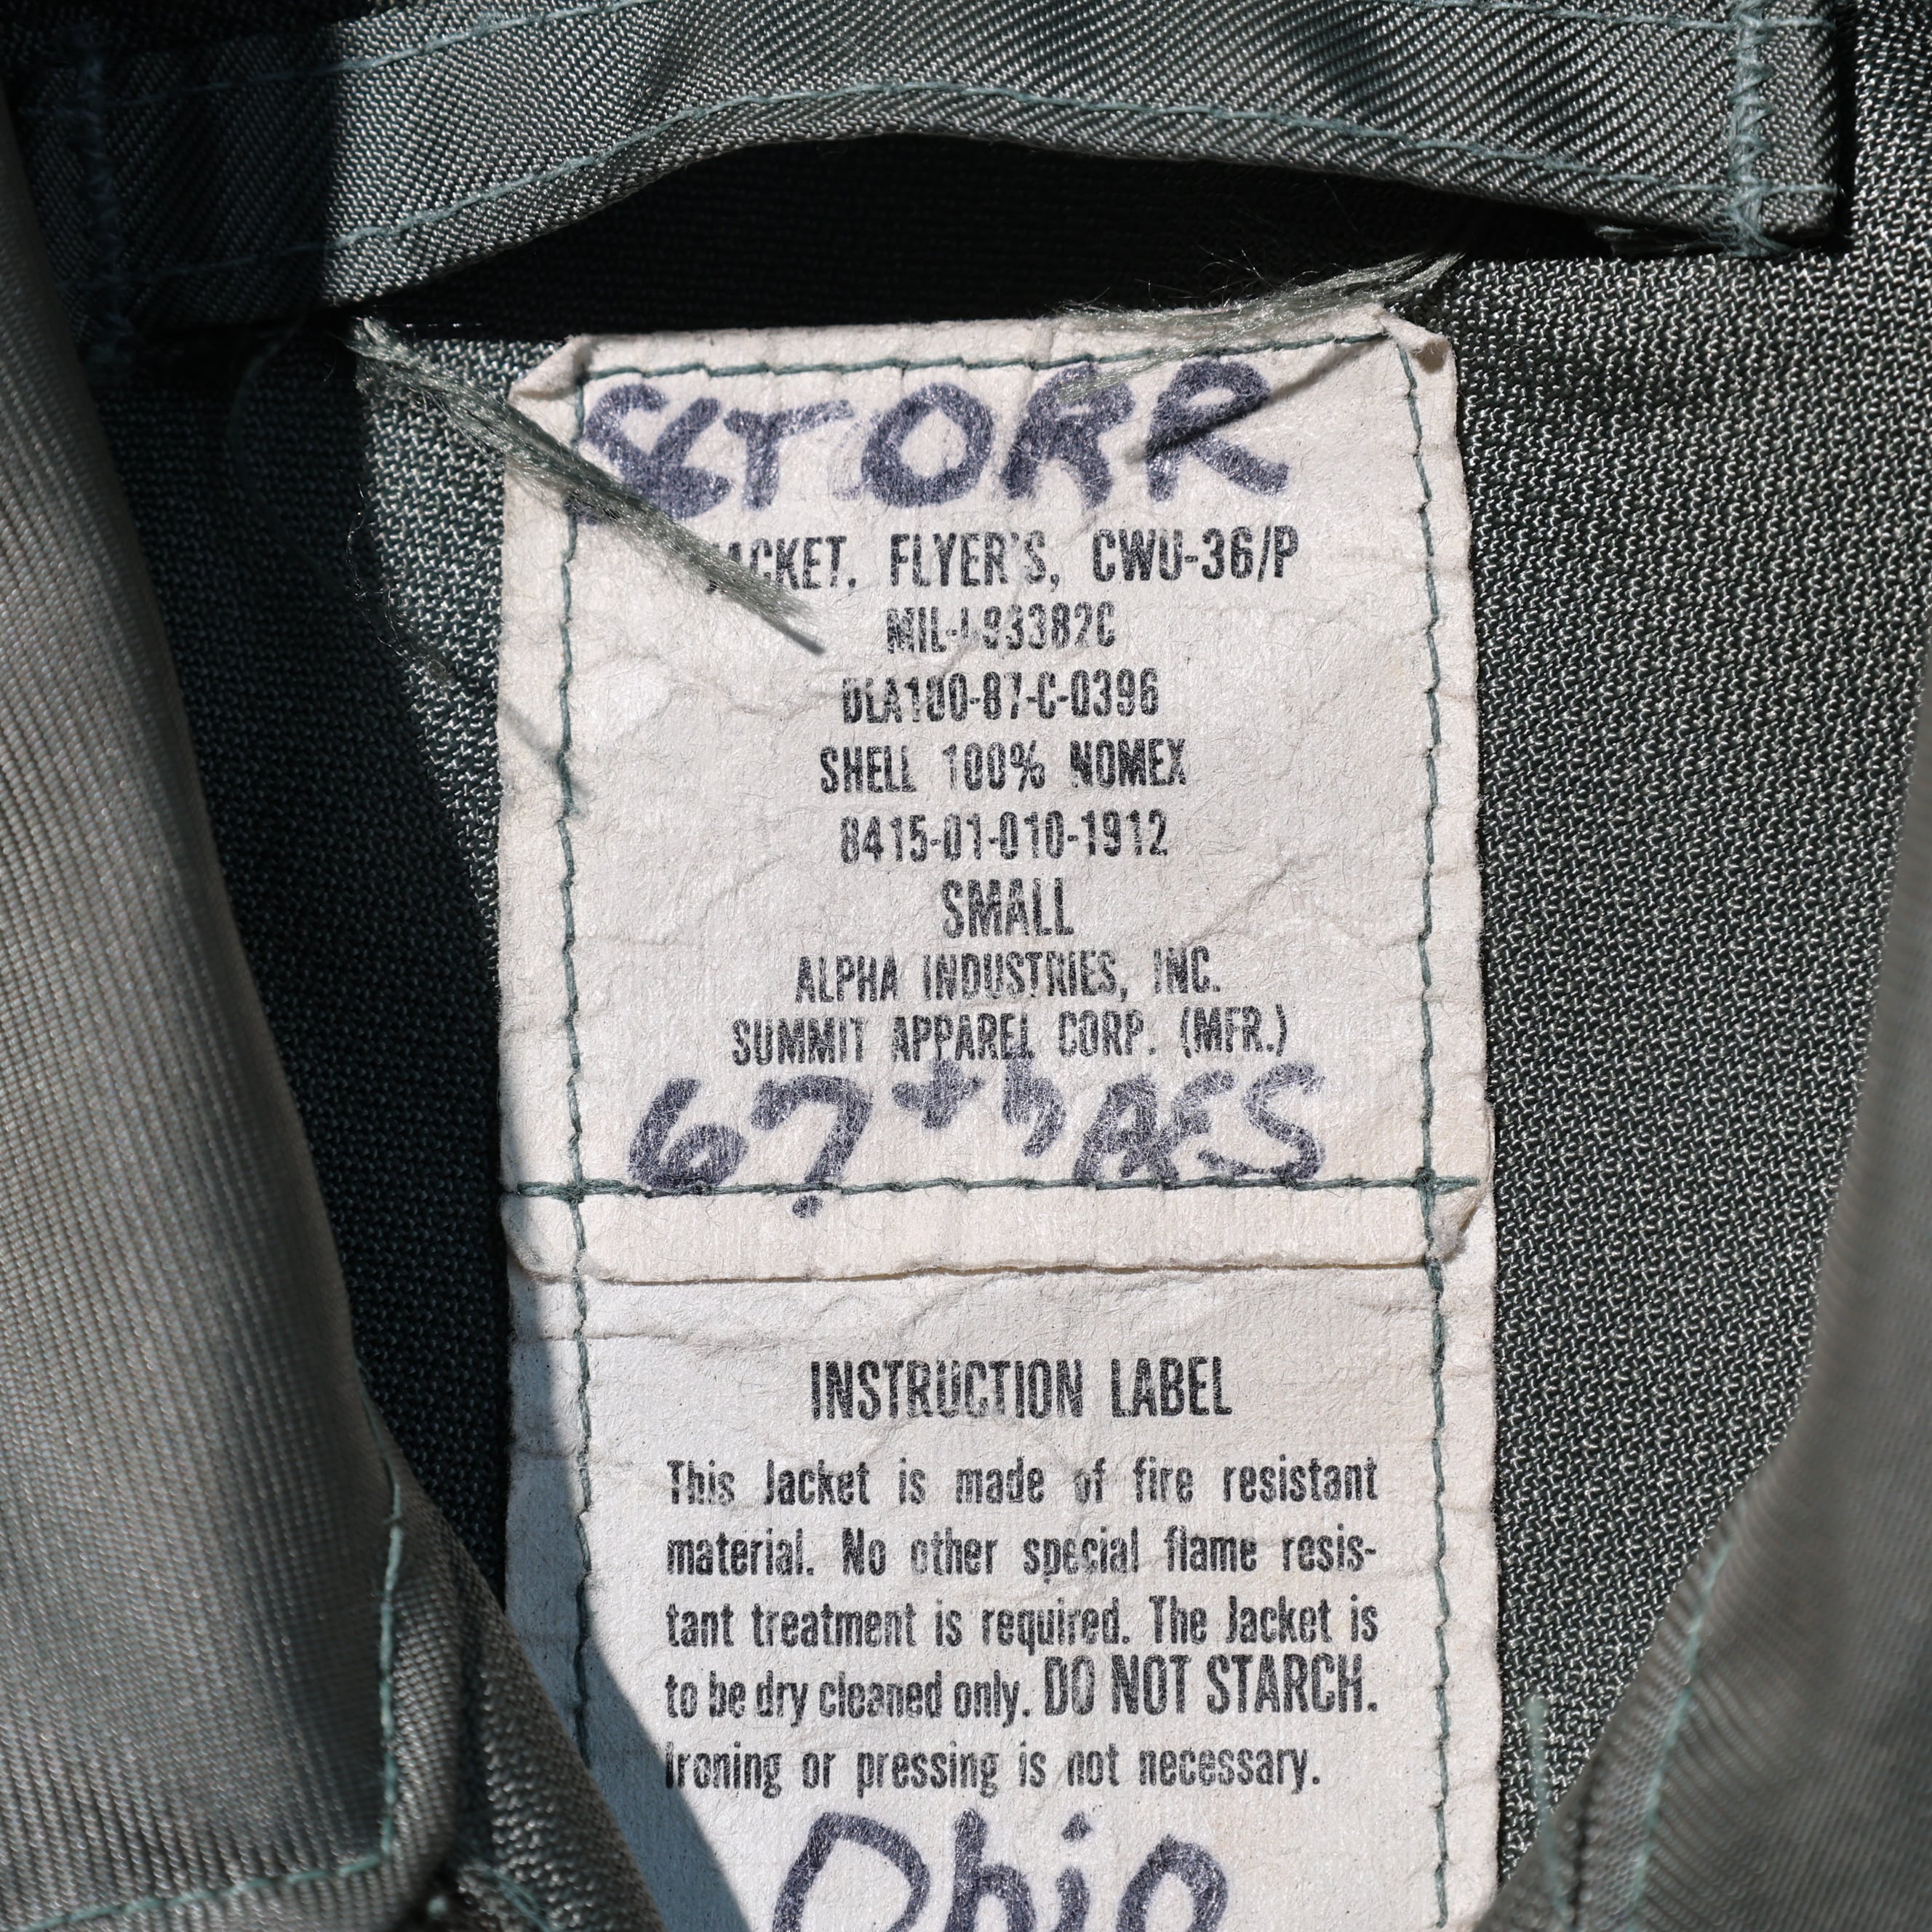 STORR
JACKET, FLYER'S, CWU-36/P
MIL-J-83382C
DLA100-87-C-0396
SHELL 100% NOMEX
8415-01-010-1912
SMALL
ALPHA INDUSTRIES, INC.
SUMMIT APPAREL CORP. (MFR.)
67th
INSTRUCTION LABEL
This Jacket is made of fire resistant
material. No other special flame resis-
tant treatment is required. The Jacket is
to be dry cleaned only. DO NOT STARCH.
Ironing or pressing is not necessary.
Ohio